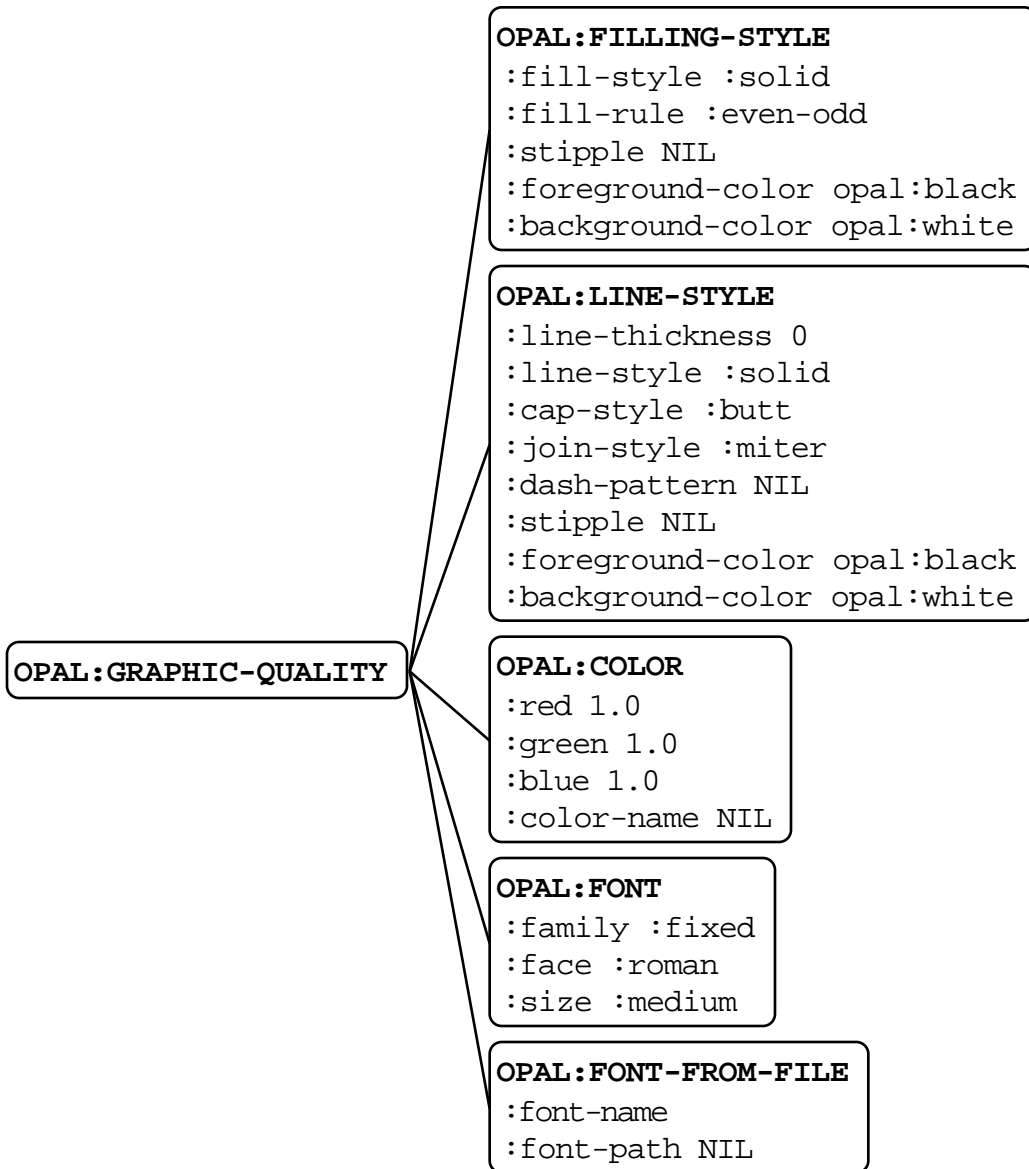 OPAL:FILLING-STYLE
:fill-style :solid
:fill-rule :even-odd
:stipple NIL
:foreground-color opal:black
:background-color opal:white
OPAL:LINE-STYLE
:line-thickness 0
:line-style :solid
:cap-style :butt
:join-style :miter
:dash-pattern NIL
:stipple NIL
:foreground-color opal:black
:background-color opal:white
OPAL:GRAPHIC-QUALITY
OPAL:COLOR
:red 1.0
:green 1.0
:blue 1.0
:color-name NIL
OPAL:FONT
:family :fixed
:face :roman
:size :medium
OPAL:FONT-FROM-FILE
:font-name
:font-path NIL